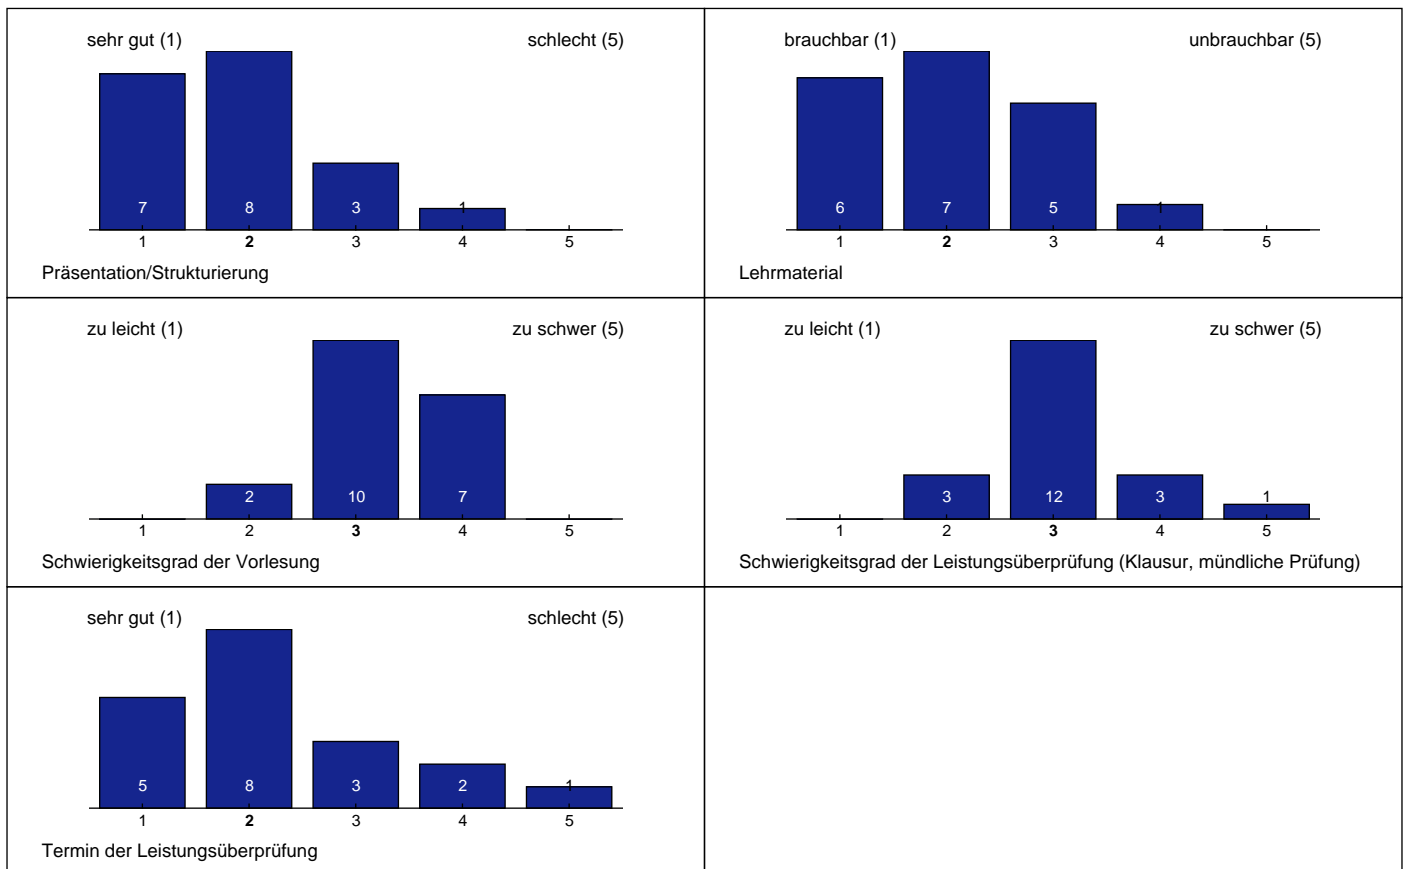 sehr gut (1) schlecht (5)
7 8 3 1
1 2 3 4 5
Präsentation/Strukturierung
brauchbar (1) unbrauchbar (5)
6 7 5 1
1 2 3 4 5
Lehrmaterial
zu leicht (1) zu schwer (5)
2 10 7
1 2 3 4 5
Schwierigkeitsgrad der Vorlesung
zu leicht (1) zu schwer (5)
3 12 3 1
1 2 3 4 5
Schwierigkeitsgrad der Leistungsüberprüfung (Klausur, mündliche Prüfung)
sehr gut (1) schlecht (5)
5 8 3 2 1
1 2 3 4 5
Termin der Leistungsüberprüfung